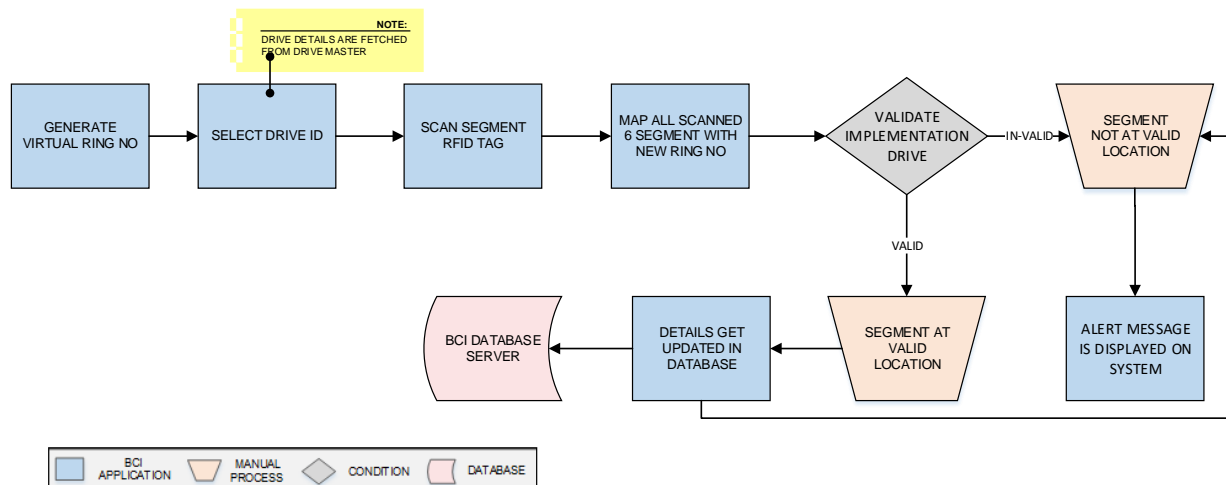 NOTE:
DRIVE DETAILS ARE FETCHED
FROM DRIVE MASTER
GENERATE
VIRTUAL RING NO
SELECT DRIVE ID
SCAN SEGMENT
RFID TAG
MAP ALL SCANNED
6 SEGMENT WITH
NEW RING NO
VALIDATE
IMPLEMENTATION
DRIVE
IN-VALID
SEGMENT
NOT AT VALID
LOCATION
VALID
BCI DATABASE
SERVER
DETAILS GET
UPDATED IN
DATABASE
SEGMENT AT
VALID
LOCATION
ALERT MESSAGE
IS DISPLAYED ON
SYSTEM
BCI
APPLICATION
MANUAL
PROCESS
CONDITION
DATABASE